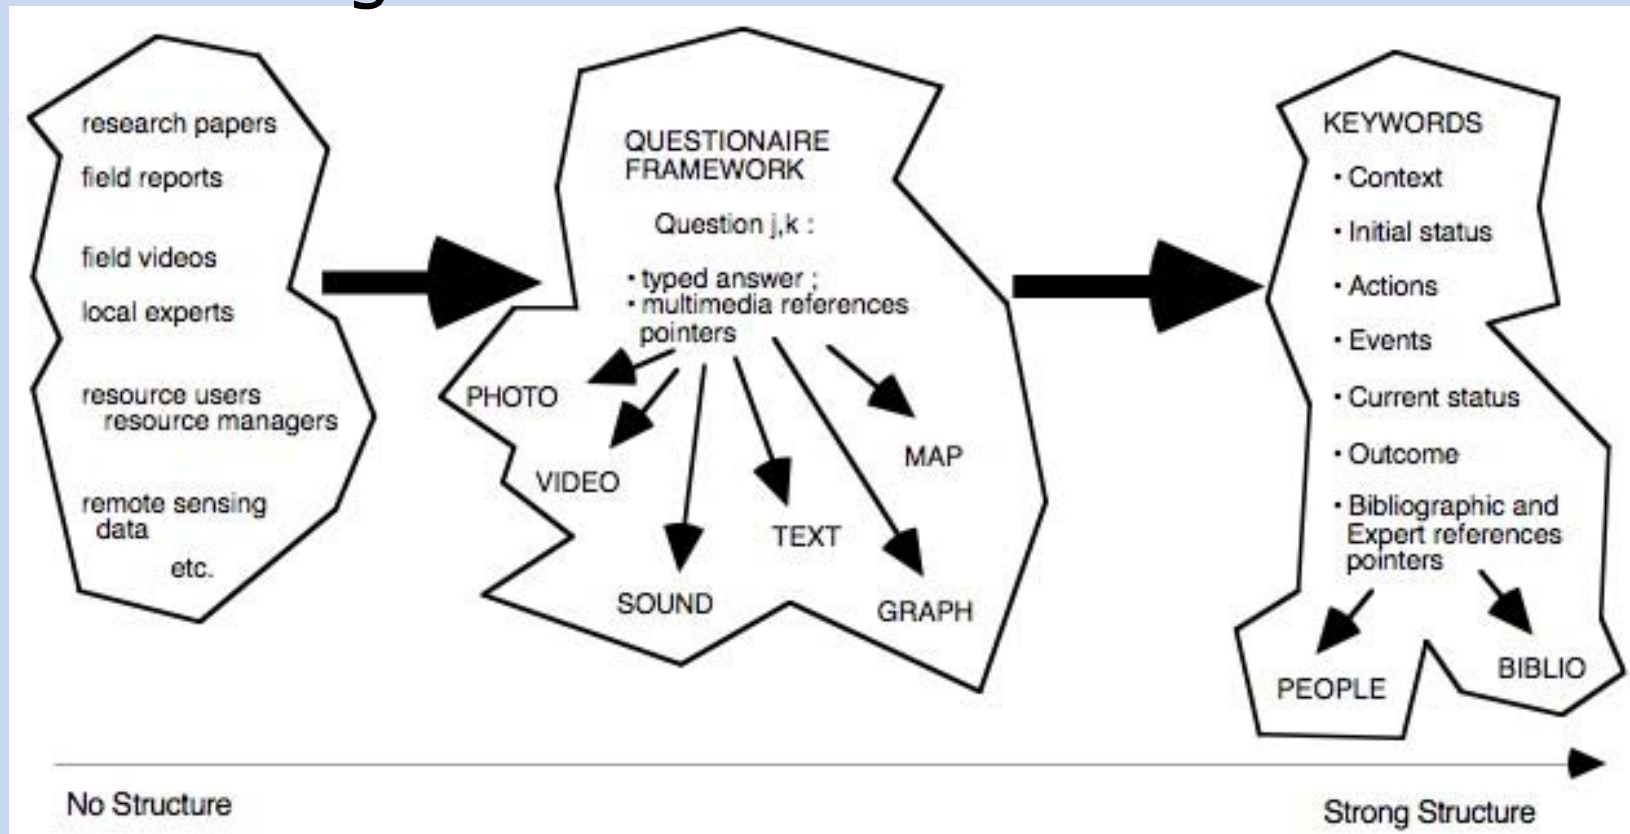 research papers
field reports
field videos
local experts
resource users
resource managers
remote sensing
data
etc.
QUESTIONAIRE
FRAMEWORK
Question j,k :
• typed answer ;
• multimedia references
pointers
PHOTO
VIDEO
SOUND
TEXT
GRAPH
MAP
KEYWORDS
• Context
• Initial status
• Actions
• Events
• Current status
• Outcome
• Bibliographic and
Expert references
pointers
PEOPLE
BIBLIO
No Structure
Strong Structure